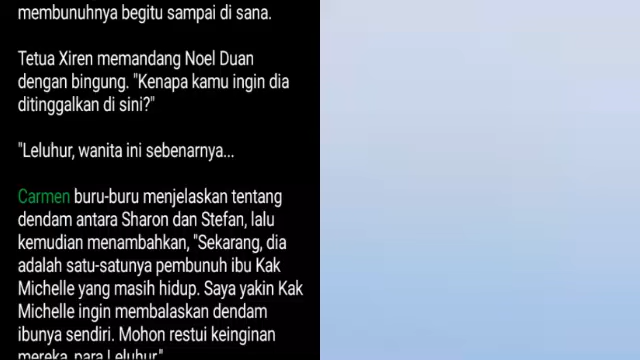 membunuhnya begitu sampai di sana.
Tetua Xiren memandang Noel Duan
dengan bingung. "Kenapa kamu ingin dia
ditinggalkan di sini?"
"Leluhur, wanita ini sebenarnya...
Carmen buru-buru menjelaskan tentang
dendam antara Sharon dan Stefan, lalu
kemudian menambahkan, "Sekarang, dia
adalah satu-satunya pembunuh ibu Kak
Michelle yang masih hidup. Saya yakin Kak
Michelle ingin membalaskan dendam
ibunya sendiri. Mohon restui keinginan
mereka, para Leluhur."